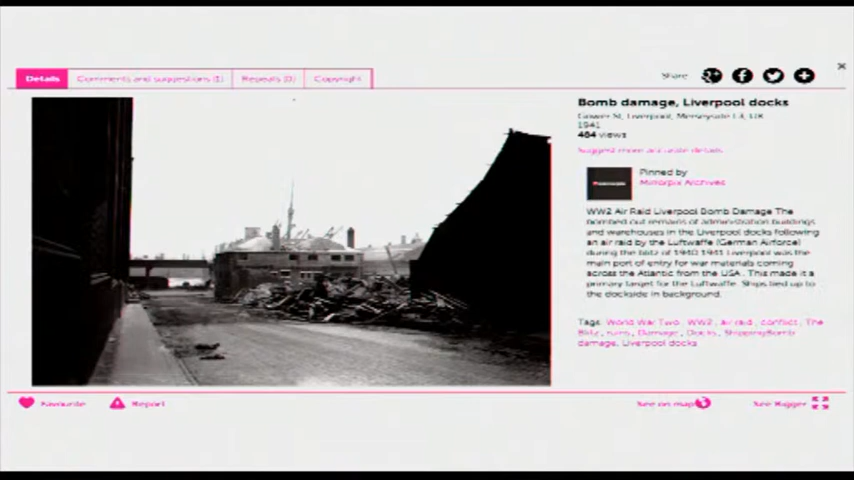 Details Comments and suggestions (1) Repeats (0) Copyright
Share
Bomb damage, Liverpool docks
Gower St, Liverpool, Merseyside L3, UK
1941
484 views
Suggest more accurate details
Pinned by
Mirrorpix Archives
WW2 Air Raid Liverpool Bomb Damage The
bombed out remains of administration buildings
and warehouses in the Liverpool docks following
an air raid by the Luftwaffe (German Airforce)
during the blitz of 1940 1941 Liverpool was the
main port of entry for war materials coming
across the Atlantic from the USA. This made it a
primary target for the Luftwaffe. Ships tied up to
the dockside in background.
Tags: World War Two, WW2, air raid, conflict, The
Blitz, ruins, Damage, Docks, ShippingBomb
damage, Liverpool docks
Favourite Report See on map See Bigger